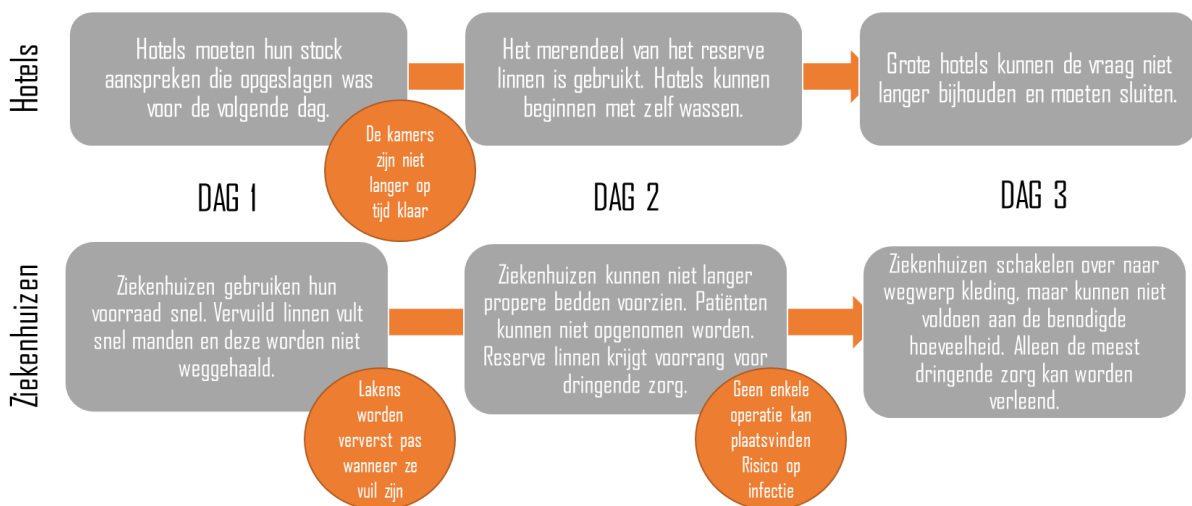 Hotels
Hotels moeten hun stock
aanspreken die opgeslagen was
voor de volgende dag.
De kamers
zijn niet
langer op
tijd klaar
Het merendeel van het reserve
linnen is gebruikt. Hotels kunnen
beginnen met zelf wassen.
Grote hotels kunnen de vraag niet
langer bijhouden en moeten sluiten.
DAG 1
DAG 2
DAG 3
Ziekenhuizen
Ziekenhuizen gebruiken hun
voorraad snel. Vervuild linnen vult
snel manden en deze worden niet
weggehaald.
Lakens
worden
ververst pas
wanneer ze
vuil zijn
Ziekenhuizen kunnen niet langer
propere bedden voorzien. Patiënten
kunnen niet opgenomen worden.
Reserve linnen krijgt voorrang voor
dringende zorg.
Geen enkele
operatie kan
plaatsvinden
Risico op
infectie
Ziekenhuizen schakelen over naar
wegwerp kleding, maar kunnen niet
voldoen aan de benodigde
hoeveelheid. Alleen de meest
dringende zorg kan worden
verleend.